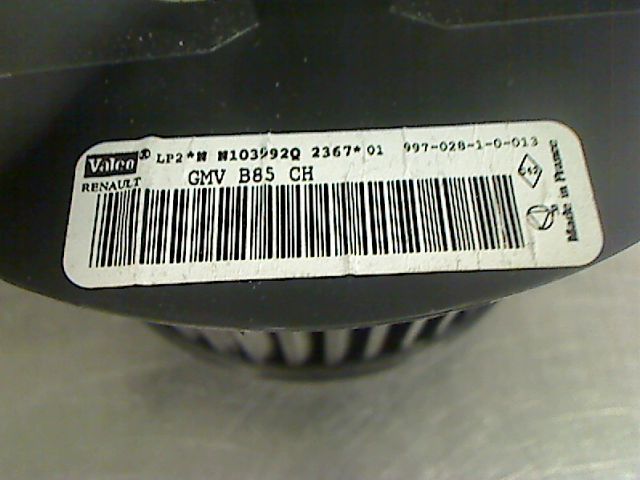 Valeo® LP2*N N103992Q 2367*01 997-028-1-0-013
RENAULT GMV B85 CH
Made in France